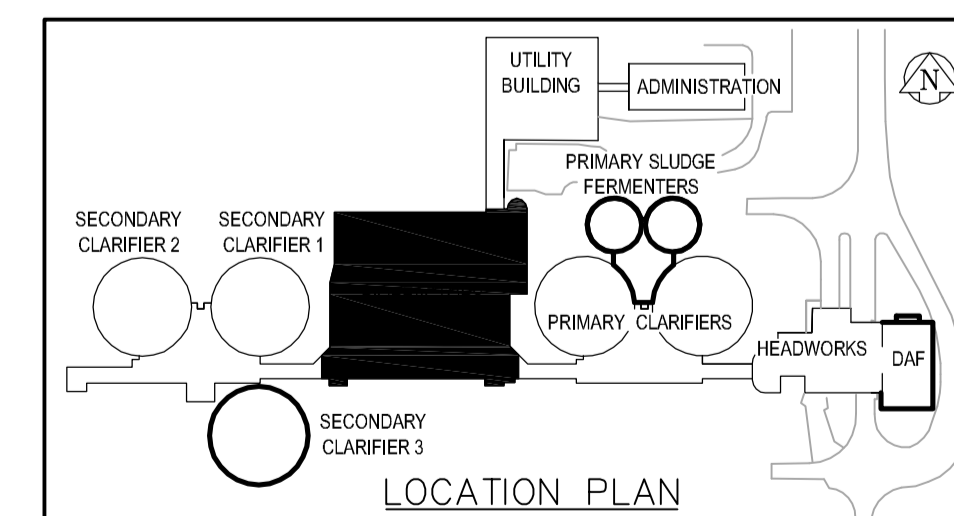 UTILITY
BUILDING
ADMINISTRATION
N
PRIMARY SLUDGE
FERMENTERS
SECONDARY
CLARIFIER 2
SECONDARY
CLARIFIER 1
PRIMARY CLARIFIERS
HEADWORKS
DAF
SECONDARY
CLARIFIER 3
LOCATION PLAN